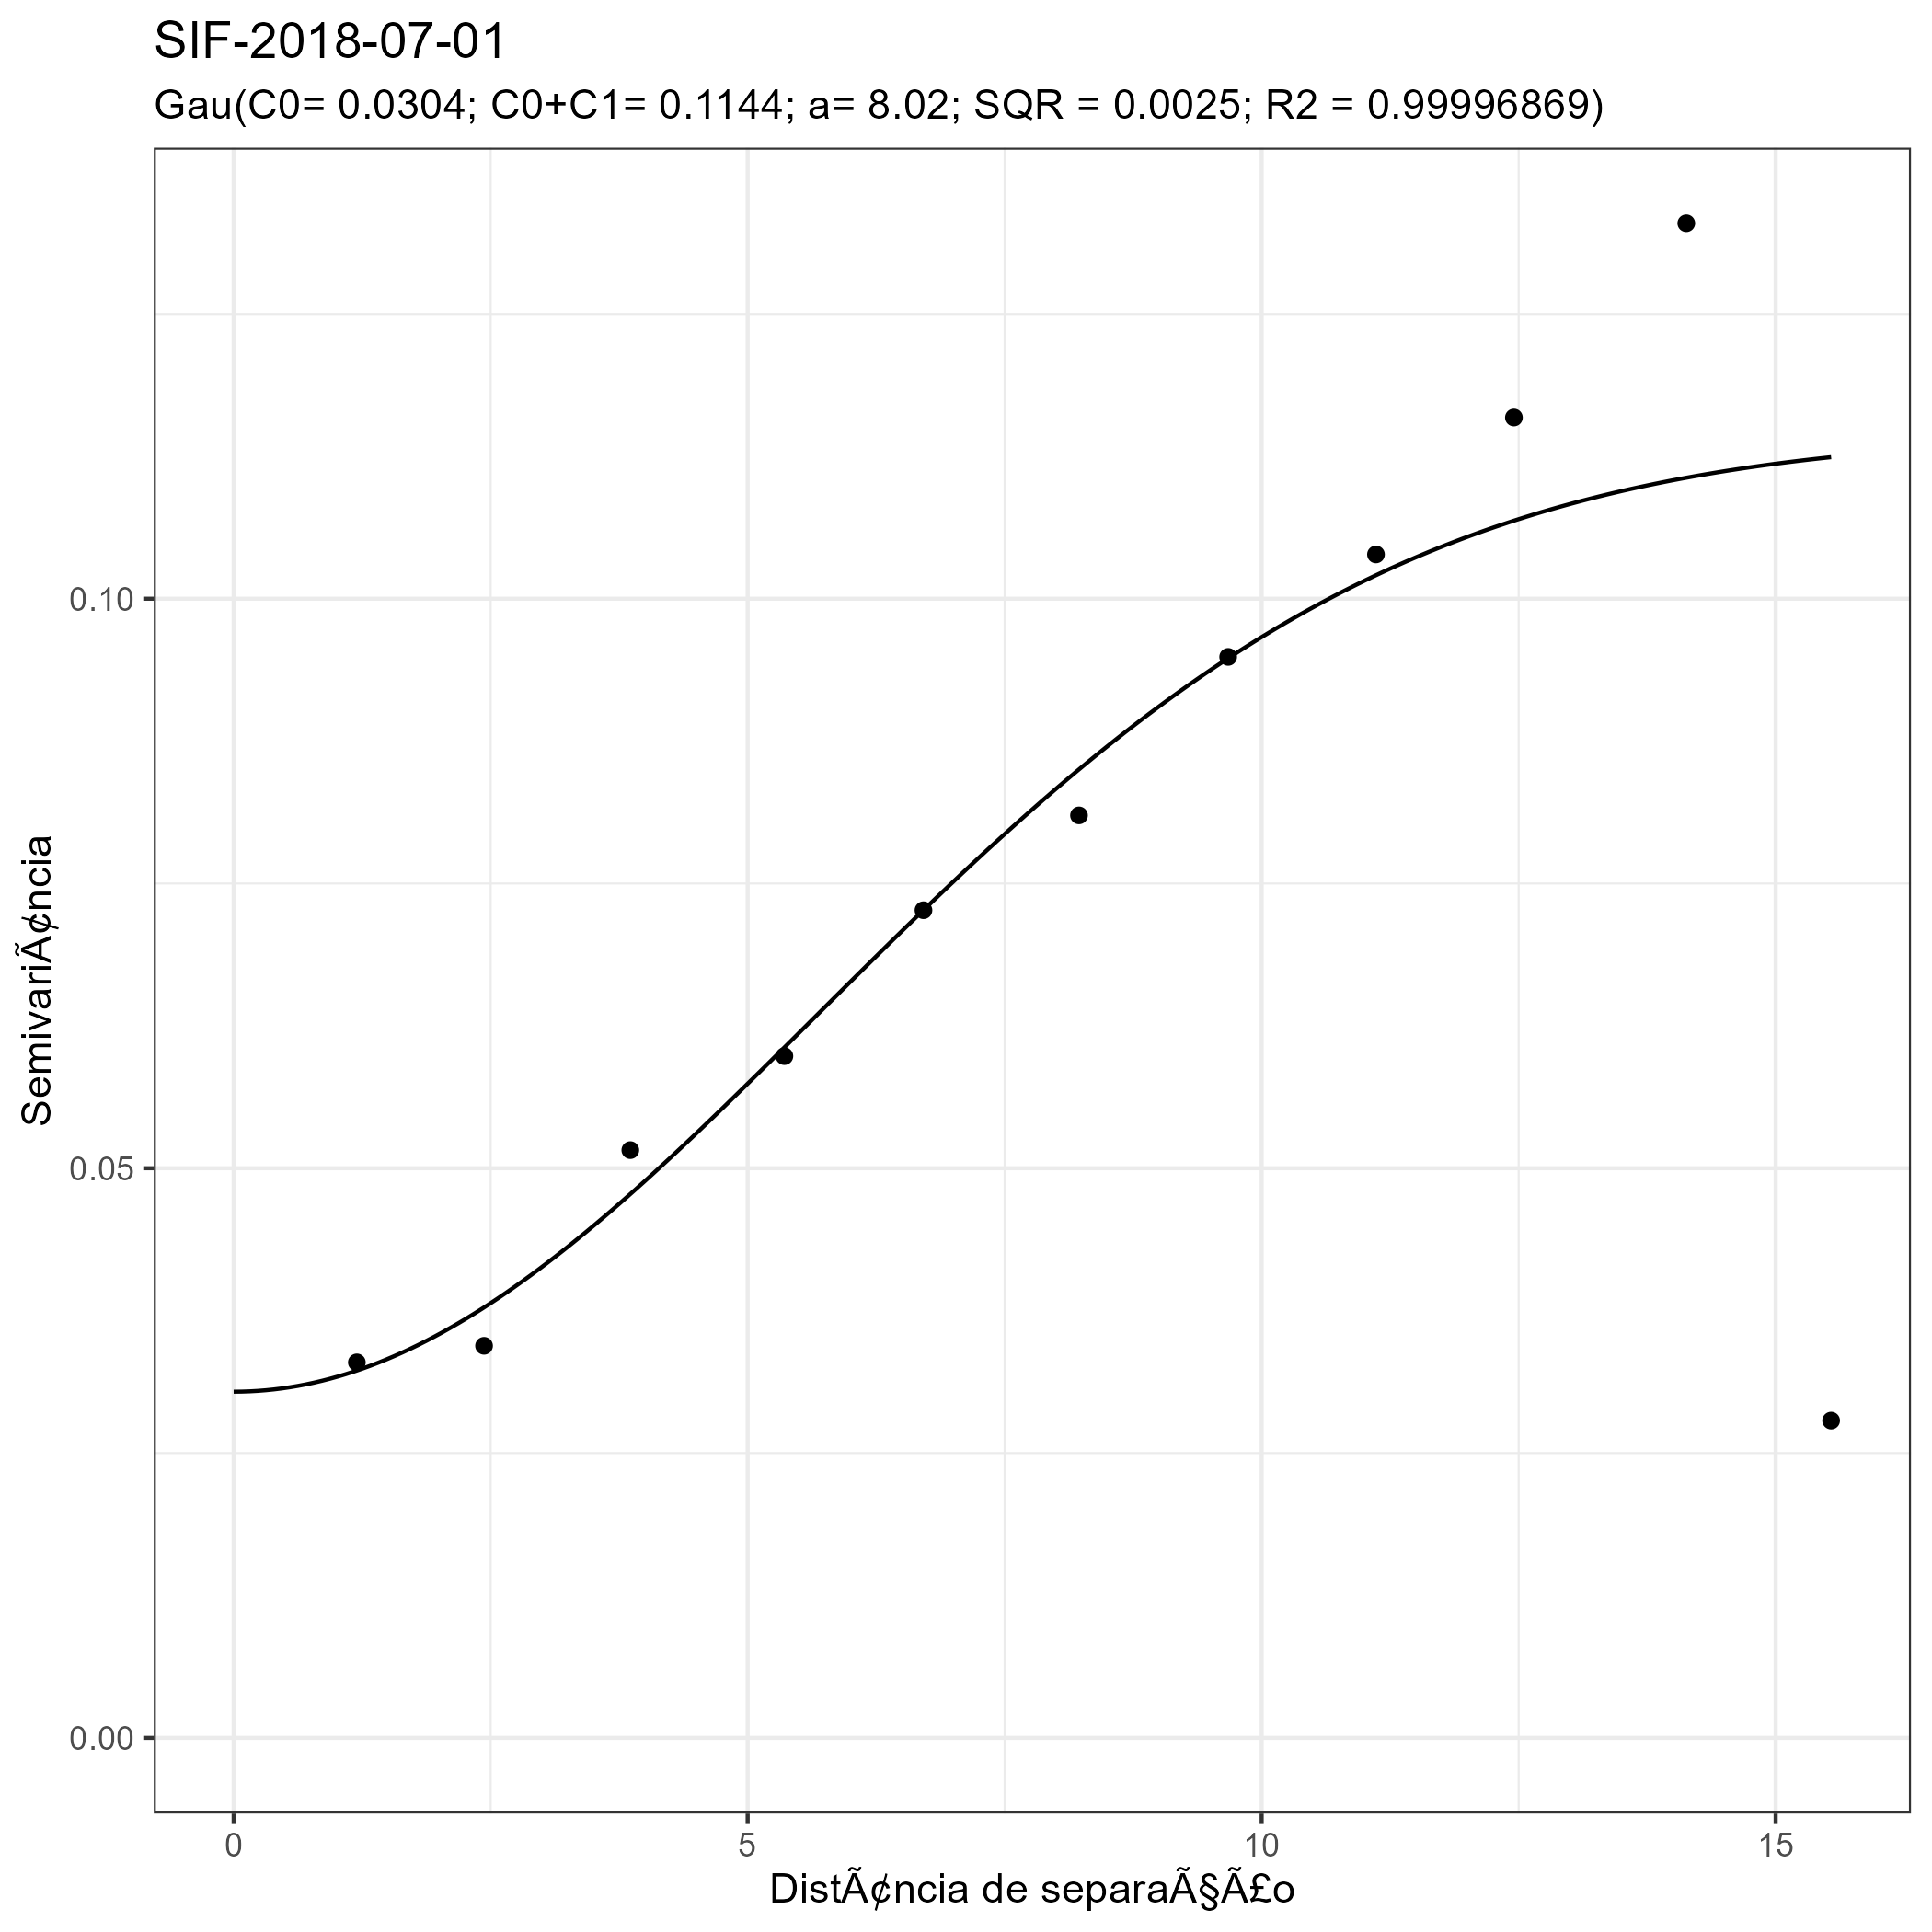 SIF-2018-07-01
Gau(C0= 0.0304; C0+C1= 0.1144; a= 8.02; SQR = 0.0025; R2 = 0.99996869)
SemivariÃ¢ncia
0.10
0.05
0.00
0
5
10
15
DistÃ¢ncia de separaÃ§Ã£o